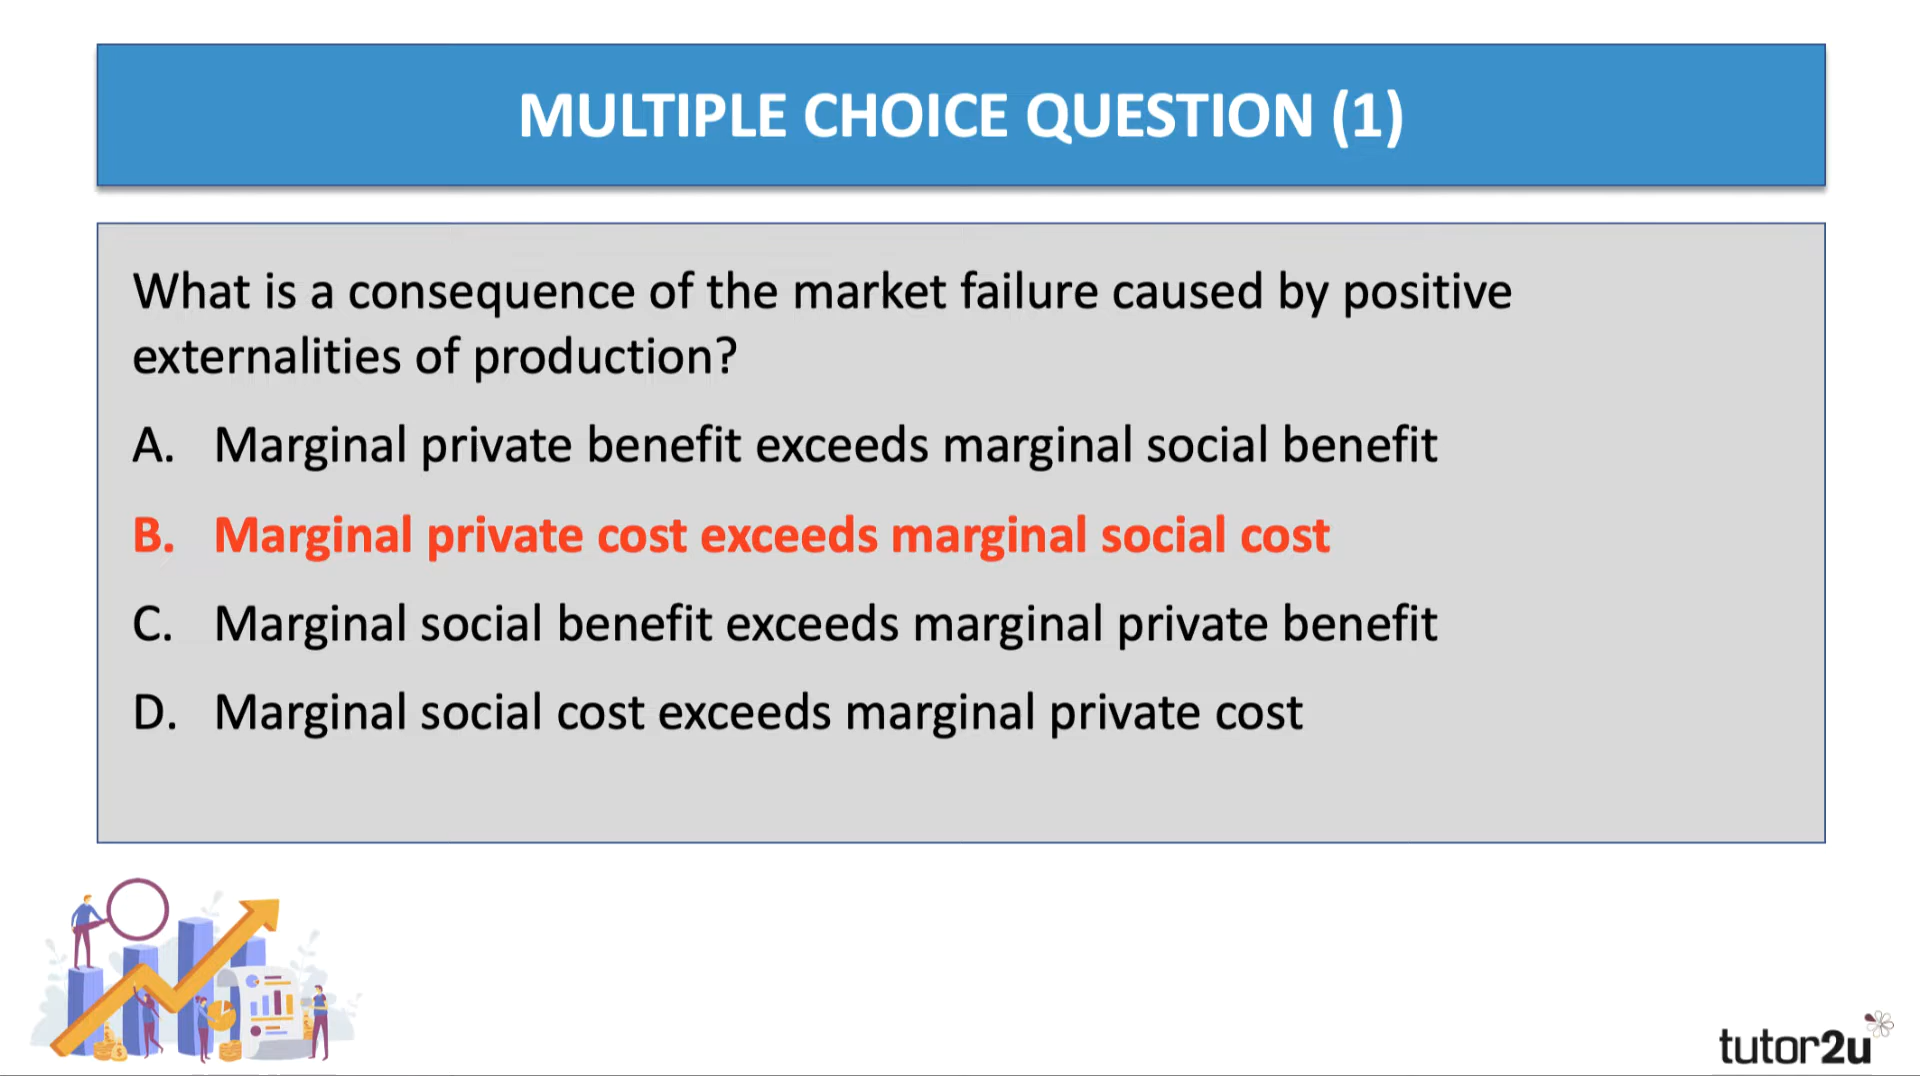 MULTIPLE CHOICE QUESTION (1)
What is a consequence of the market failure caused by positive
externalities of production?
A. Marginal private benefit exceeds marginal social benefit
B. Marginal private cost exceeds marginal social cost
C. Marginal social benefit exceeds marginal private benefit
D. Marginal social cost exceeds marginal private cost
tutor2u